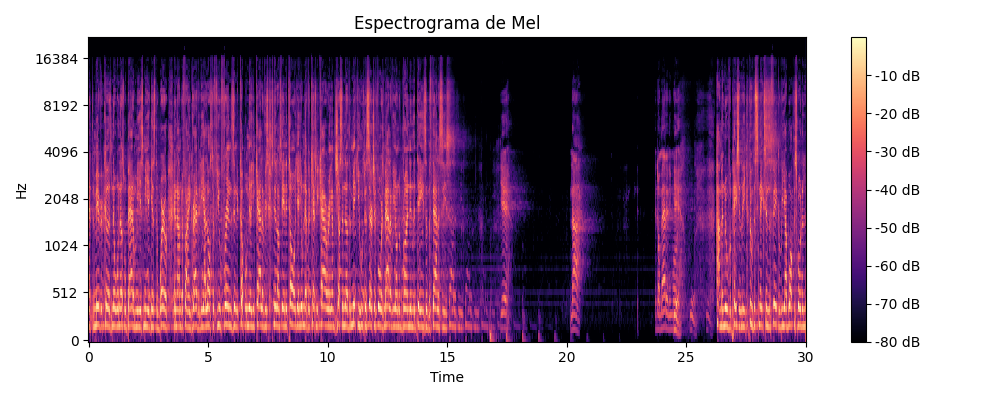 Espectrograma de Mel
16384
8192
4096
2048
1024
512
0
Hz
0 5 10 15 20 25 30
Time
-10 dB
-20 dB
-30 dB
-40 dB
-50 dB
-60 dB
-70 dB
-80 dB